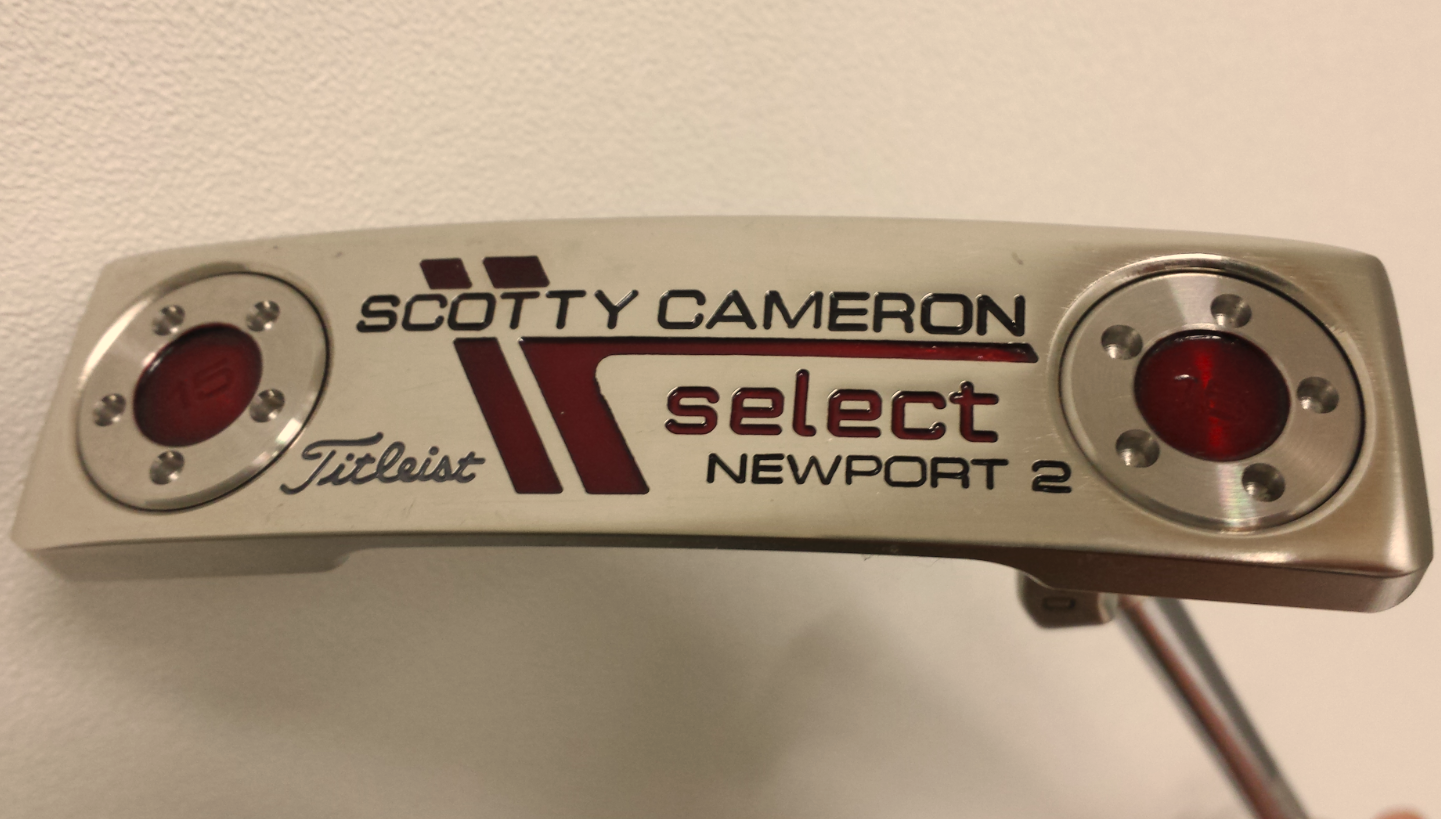 SCOTTY CAMERON
select
Titleist
NEWPORT 2
15